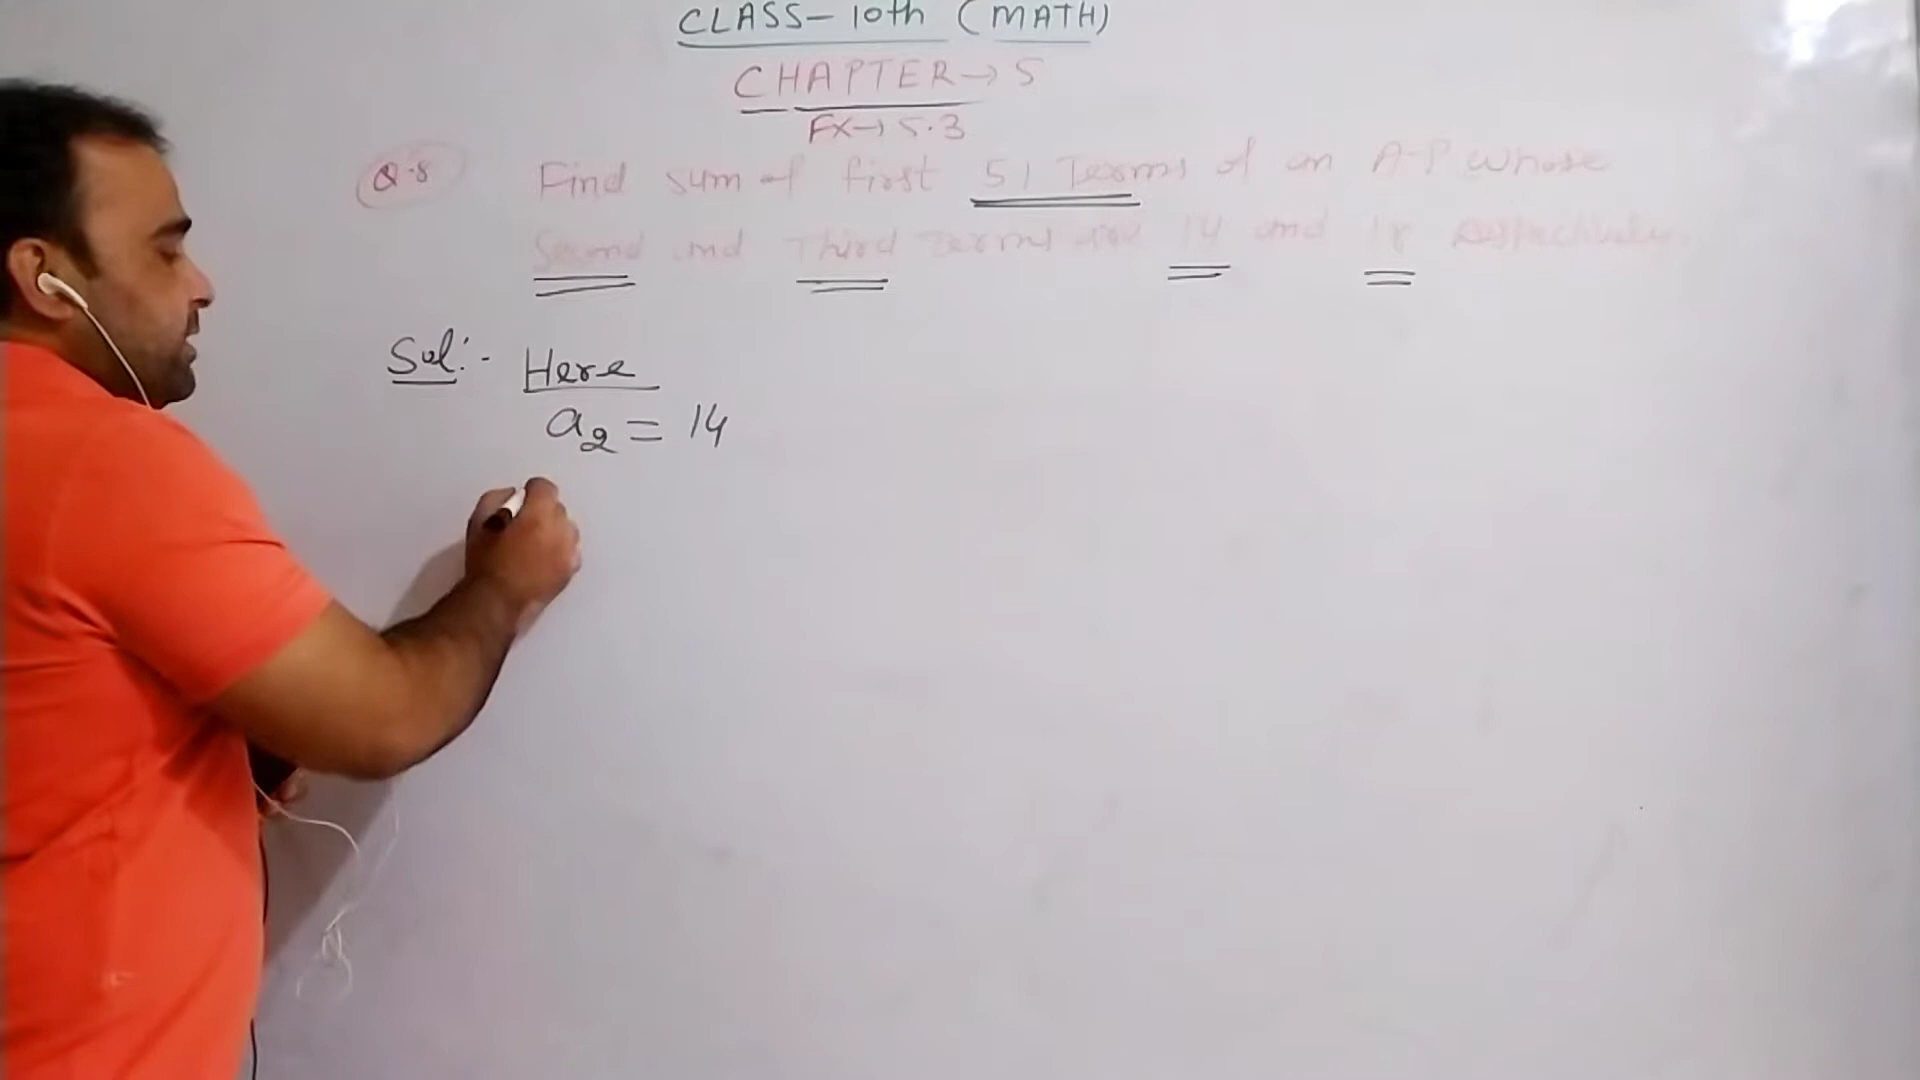 CLASS- 10th (MATH)
CHAPTER→ 5
EX→ 5.3
Q.8 Find sum of first 51 Terms of an A-P whose
Second and Third Terms are 14 and 18 respectively.
Sol:- Here
a₂ = 14